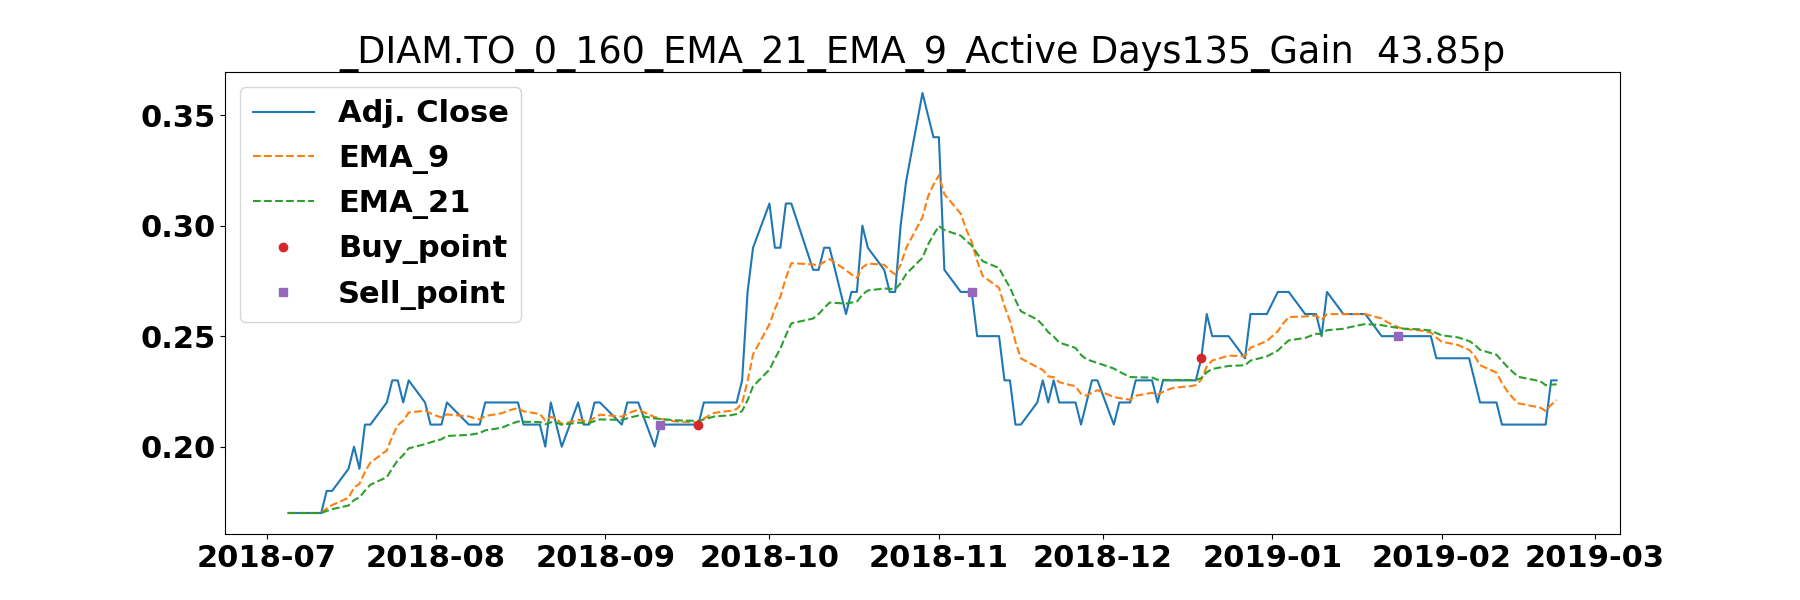 _DIAM.TO_0_160_EMA_21_EMA_9_Active Days135_Gain  43.85p
0.35
0.30
0.25
0.20
Adj. Close
EMA_9
EMA_21
Buy_point
Sell_point
2018-07 2018-08 2018-09 2018-10 2018-11 2018-12 2019-01 2019-02 2019-03